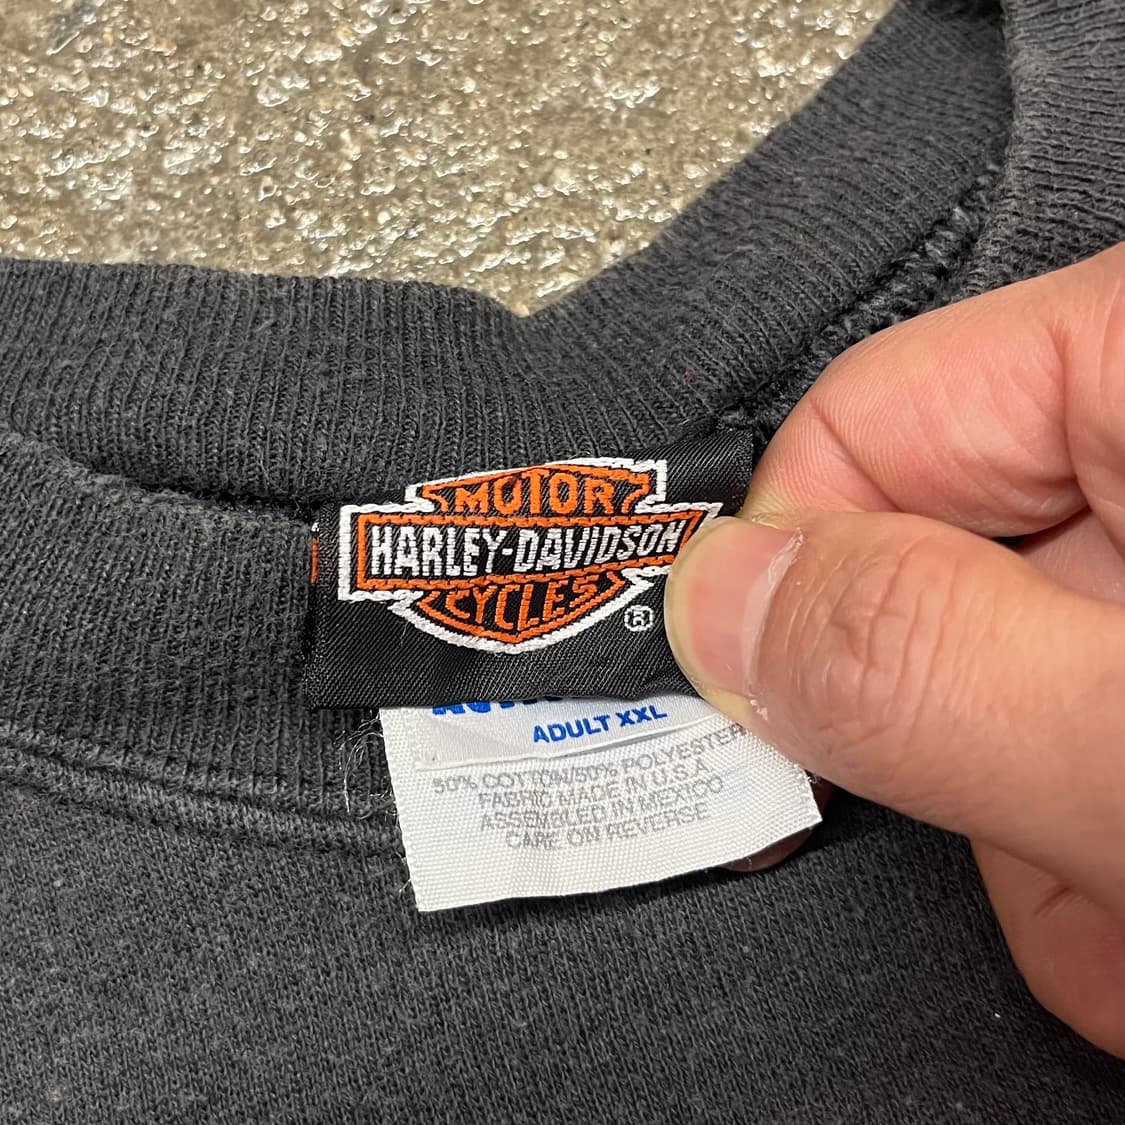 MOTOR
HARLEY-DAVIDSON
CYCLES
®
ADULT XXL
50% COTTON/50% POLYESTER
FABRIC MADE IN U.S.A.
ASSEMBLED IN MEXICO
CARE ON REVERSE